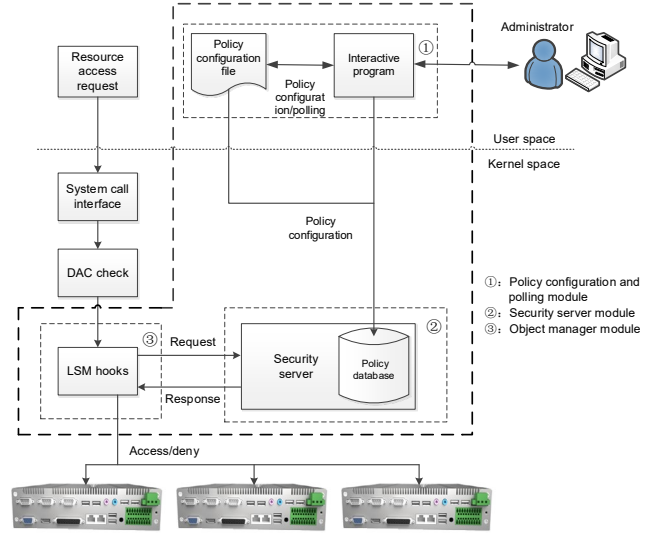 Administrator
Resource
access
request
Policy
configuration
file
Interactive
program
①
Policy
configurat
ion/polling
User space
Kernel space
System call
interface
Policy
configuration
DAC check
①: Policy configuration and
polling module
②: Security server module
③: Object manager module
③
②
Request
LSM hooks
Security
server
Policy
database
Response
Access/deny